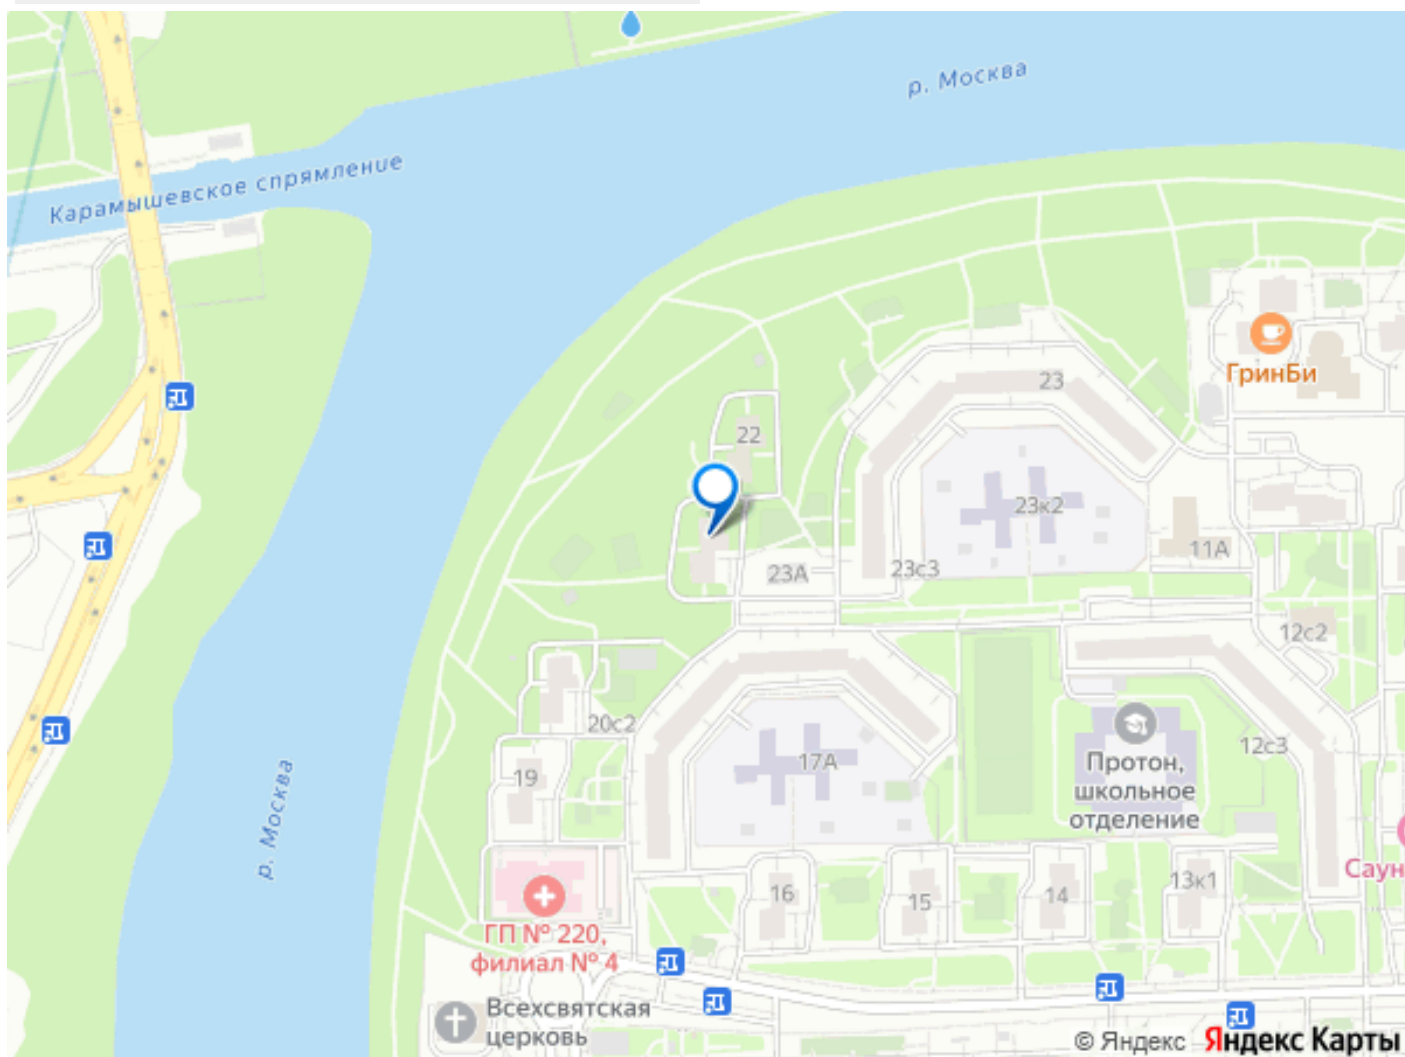 р. Москва
Карамышевское спрямление
ГринБи
23
22
23к2
11А
23А
23с3
12с2
20с2
12с3
17А
Протон,
школьное
отделение
19
р. Москва
Саун
16
15
14
13к1
ГП № 220,
филиал № 4
Всехсвятская
церковь
© Яндекс Яндекс Карты